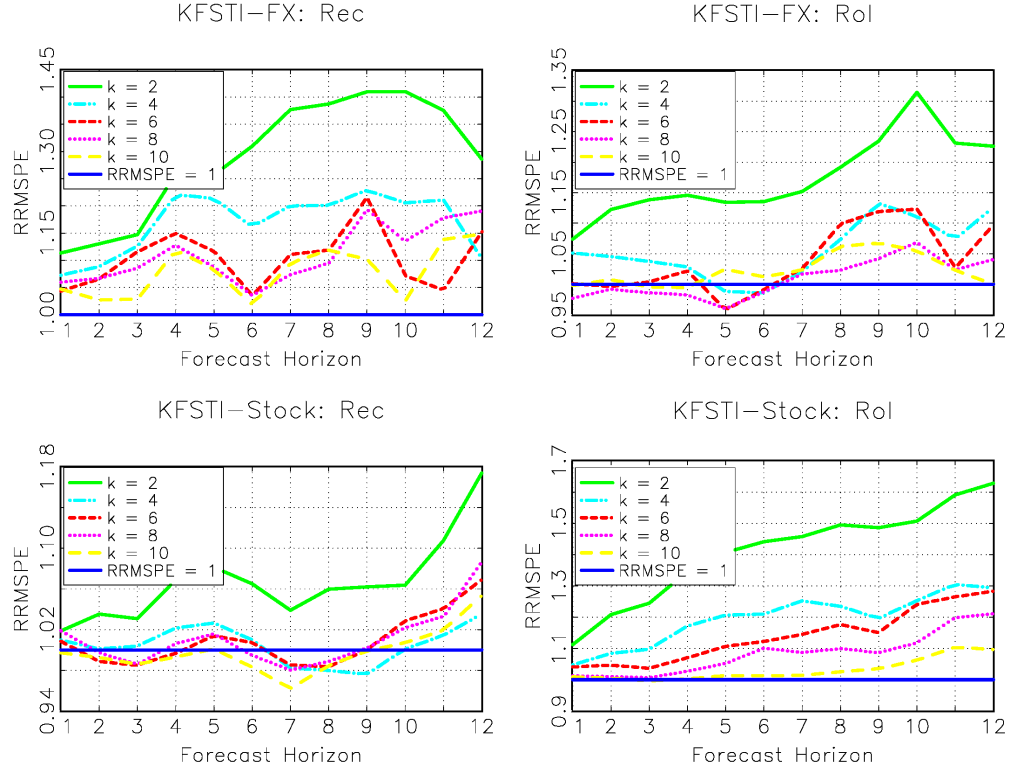 KFSTI-FX: Rec
KFSTI-FX: Rol
RRMSPE
1.45
1.30
1.15
1.00
k = 2
k = 4
k = 6
k = 8
k = 10
RRMSPE = 1
1 2 3 4 5 6 7 8 9 10 11 12
Forecast Horizon
RRMSPE
1.35
1.25
1.15
1.05
0.95
k = 2
k = 4
k = 6
k = 8
k = 10
RRMSPE = 1
1 2 3 4 5 6 7 8 9 10 11 12
Forecast Horizon
KFSTI-Stock: Rec
KFSTI-Stock: Rol
RRMSPE
1.18
1.10
1.02
0.94
k = 2
k = 4
k = 6
k = 8
k = 10
RRMSPE = 1
1 2 3 4 5 6 7 8 9 10 11 12
Forecast Horizon
RRMSPE
1.7
1.5
1.3
1.1
0.9
k = 2
k = 4
k = 6
k = 8
k = 10
RRMSPE = 1
1 2 3 4 5 6 7 8 9 10 11 12
Forecast Horizon